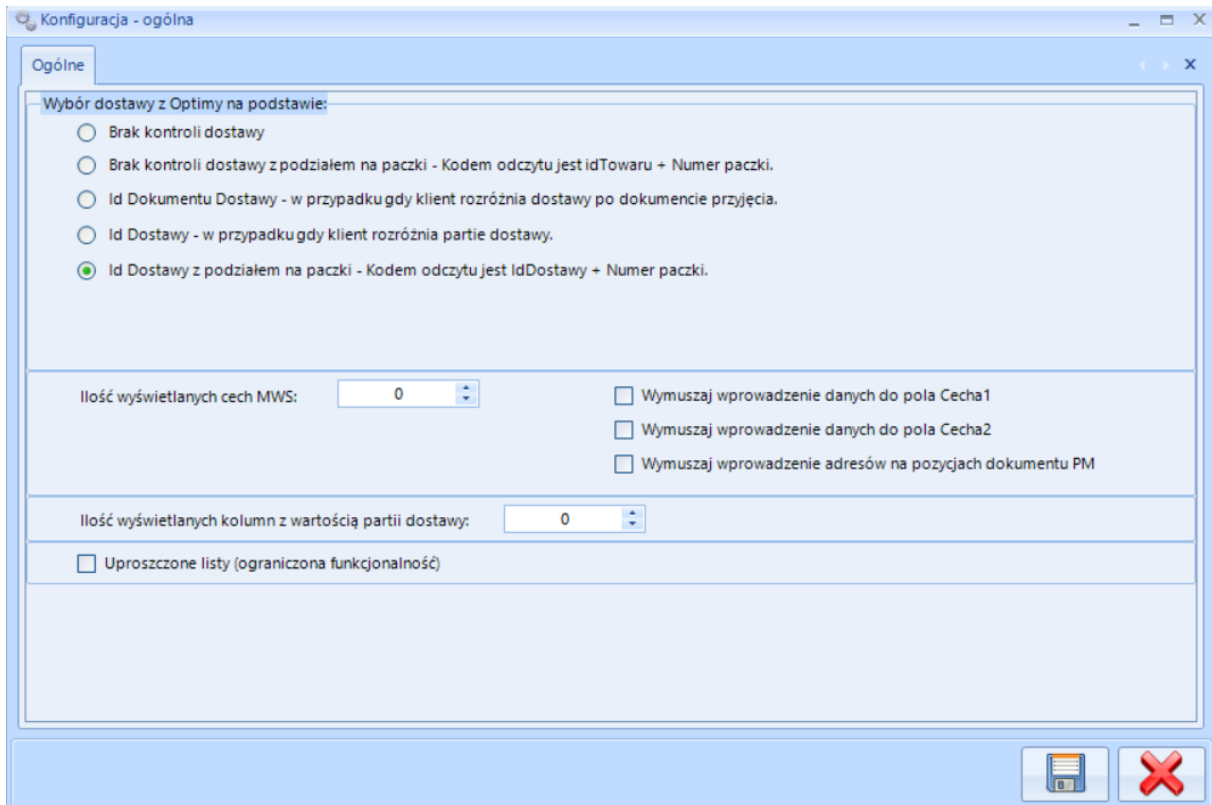 Konfiguracja - ogólna
Ogólne
Wybór dostawy z Optimy na podstawie:
Brak kontroli dostawy
Brak kontroli dostawy z podziałem na paczki - Kodem odczytu jest idTowaru + Numer paczki.
Id Dokumentu Dostawy - w przypadku gdy klient rozróżnia dostawy po dokumencie przyjęcia.
Id Dostawy - w przypadku gdy klient rozróżnia partie dostawy.
Id Dostawy z podziałem na paczki - Kodem odczytu jest IdDostawy + Numer paczki.
Ilość wyświetlanych cech MWS: 0 Wymuszaj wprowadzenie danych do pola Cecha1
Wymuszaj wprowadzenie danych do pola Cecha2
Wymuszaj wprowadzenie adresów na pozycjach dokumentu PM
Ilość wyświetlanych kolumn z wartością partii dostawy: 0
Uproszczone listy (ograniczona funkcjonalność)